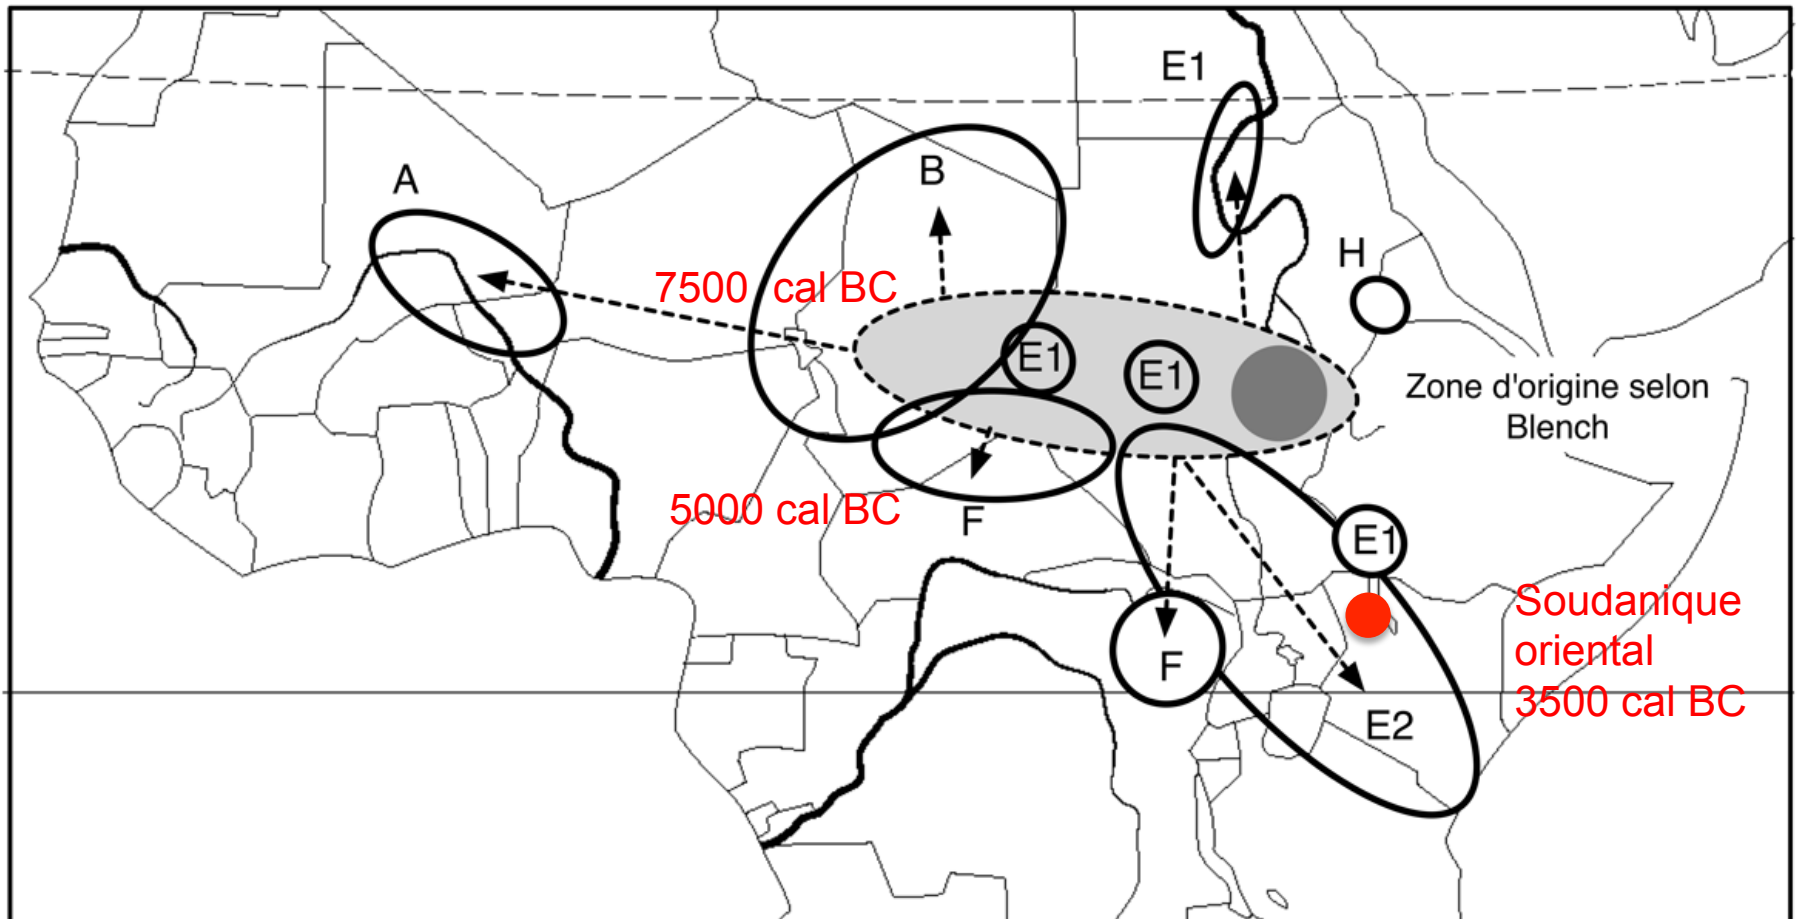 E1
A
B
H
7500 cal BC
E1
E1
Zone d'origine selon
Blench
5000 cal BC
F
E1
Soudanique
oriental
3500 cal BC
F
E2